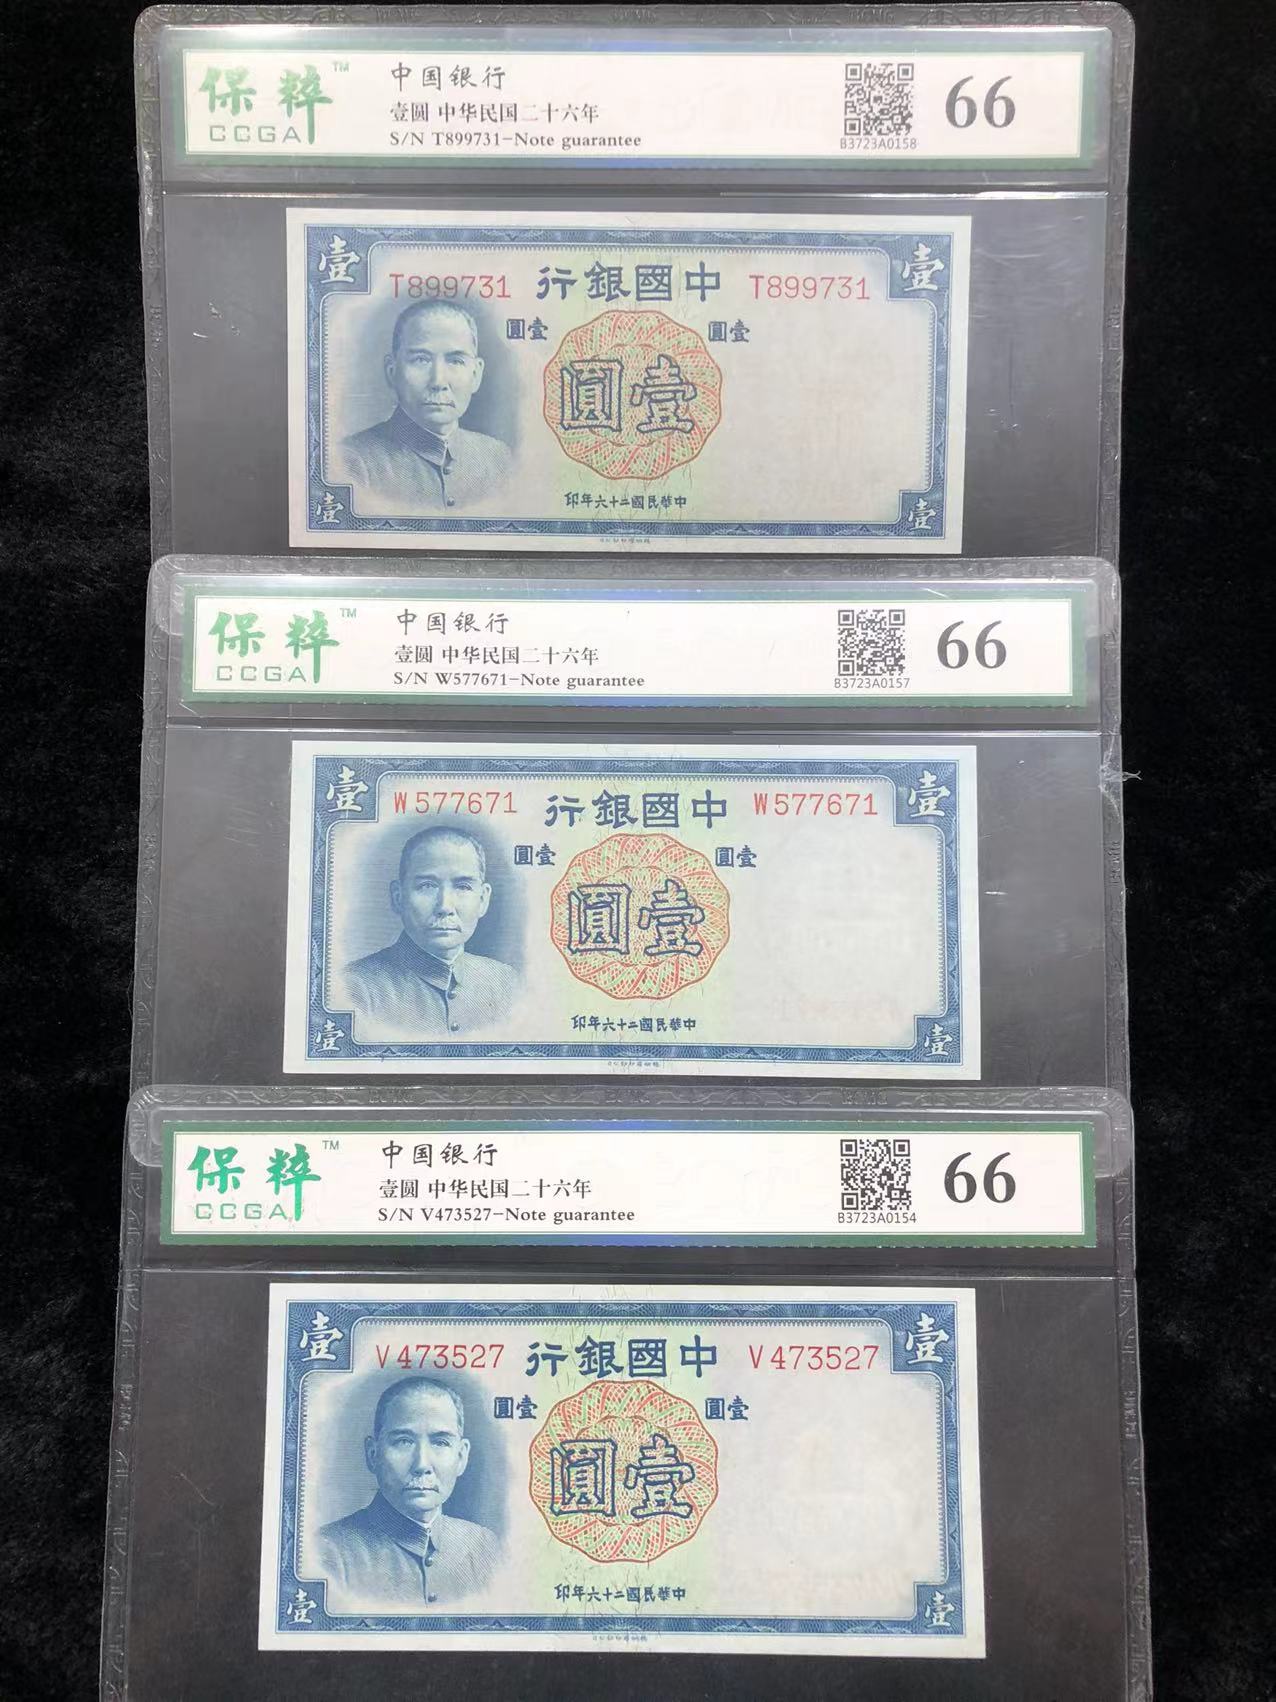 保粹™
CCGA
中国银行
壹圆 中华民国二十六年
S/N T899731-Note guarantee
B3723A0158
66
壹
壹
T899731 行銀國中 T899731
圓壹 圓壹
圓壹
印年六十二國民華中
壹
壹
保粹™
CCGA
中国银行
壹圆 中华民国二十六年
S/N W577671-Note guarantee
B3723A0157
66
壹
壹
W577671 行銀國中 W577671
圓壹 圓壹
圓壹
印年六十二國民華中
壹
壹
保粹™
CCGA
中国银行
壹圆 中华民国二十六年
S/N V473527-Note guarantee
B3723A0154
66
壹
壹
V473527 行銀國中 V473527
圓壹 圓壹
圓壹
印年六十二國民華中
壹
壹